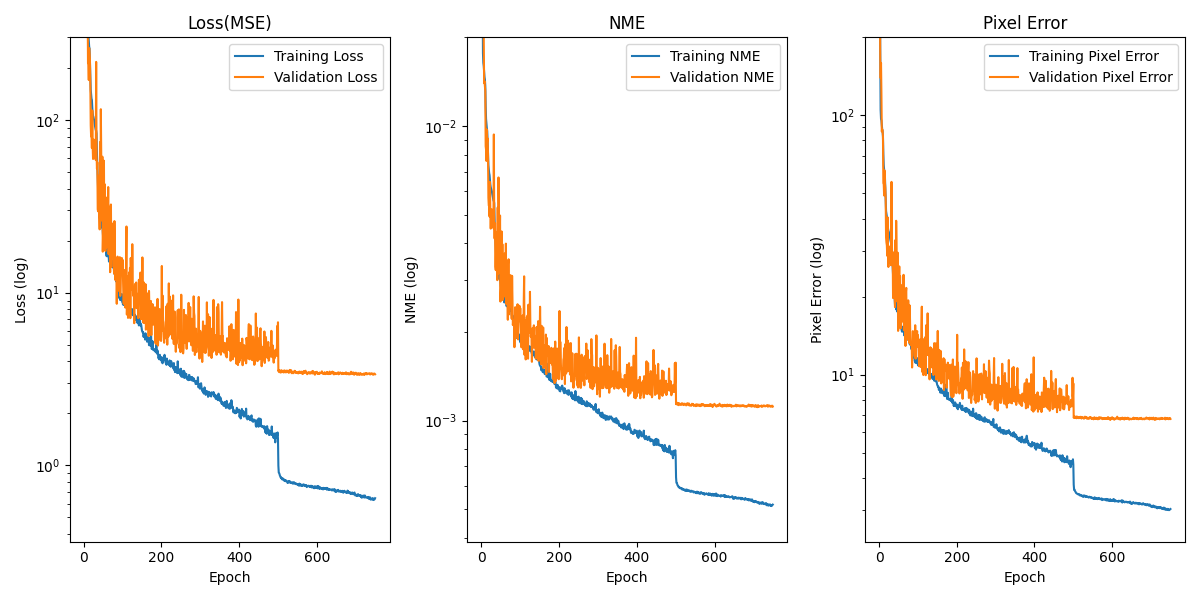 Loss(MSE)
Training Loss
Validation Loss
10²
10¹
10⁰
Loss (log)
0
200
400
600
Epoch
NME
Training NME
Validation NME
10⁻²
10⁻³
NME (log)
0
200
400
600
Epoch
Pixel Error
Training Pixel Error
Validation Pixel Error
10²
10¹
Pixel Error (log)
0
200
400
600
Epoch